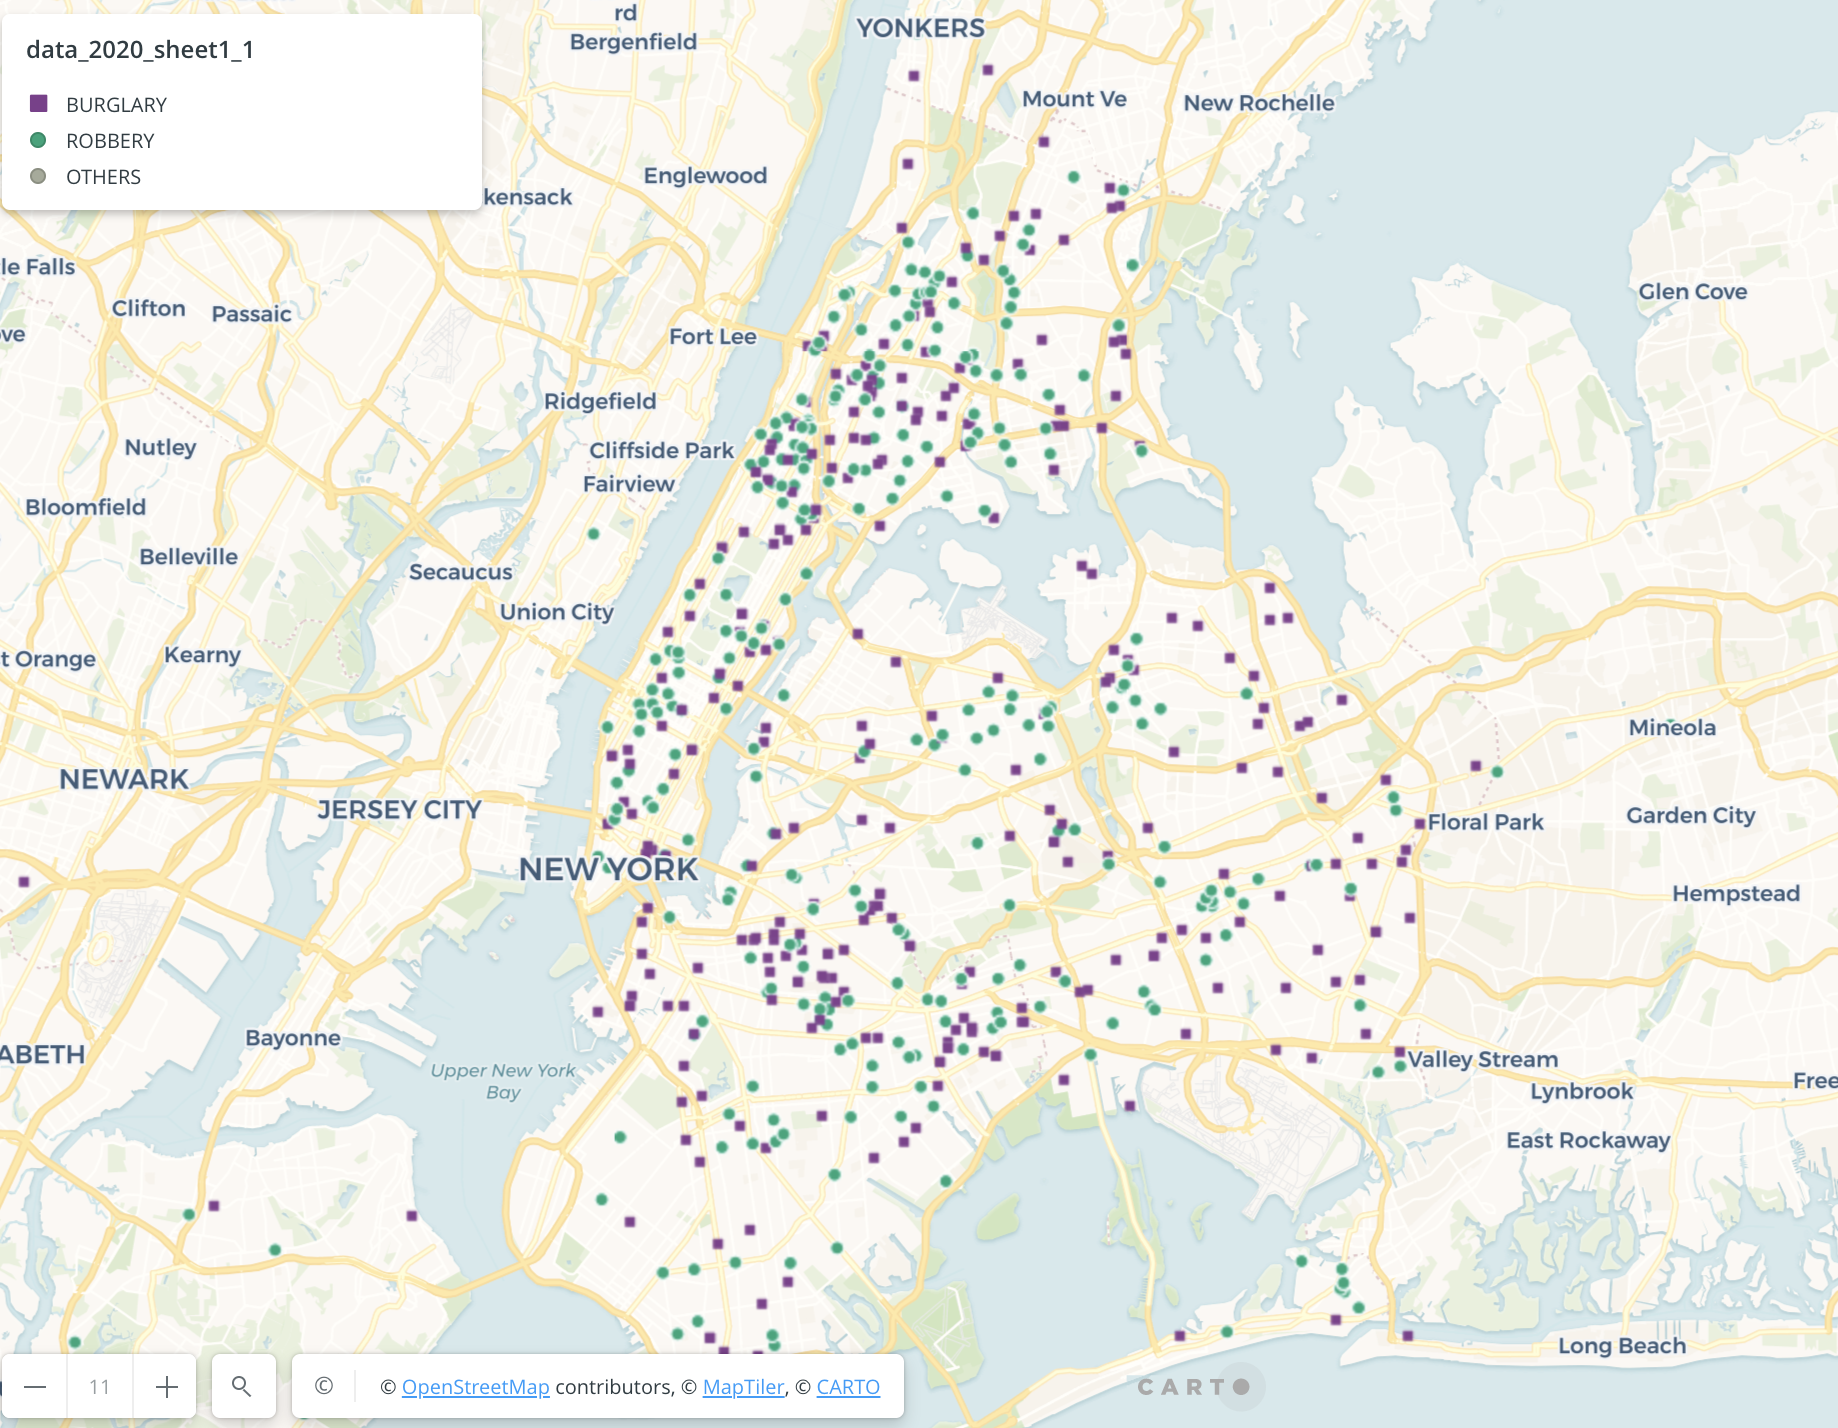 data_2020_sheet1_1
BURGLARY
ROBBERY
OTHERS
rd
Bergenfield
YONKERS
Mount Ve
New Rochelle
Englewood
kensack
le Falls
Clifton
Passaic
Glen Cove
ve
Fort Lee
Ridgefield
Nutley
Cliffside Park
Fairview
Bloomfield
Belleville
Secaucus
Union City
t Orange
Kearny
Mineola
NEWARK
JERSEY CITY
Garden City
Floral Park
NEW YORK
Hempstead
Bayonne
ABETH
Valley Stream
Upper New York
Bay
Lynbrook
Free
East Rockaway
Long Beach
11
© © OpenStreetMap contributors, © MapTiler, © CARTO
CARTO